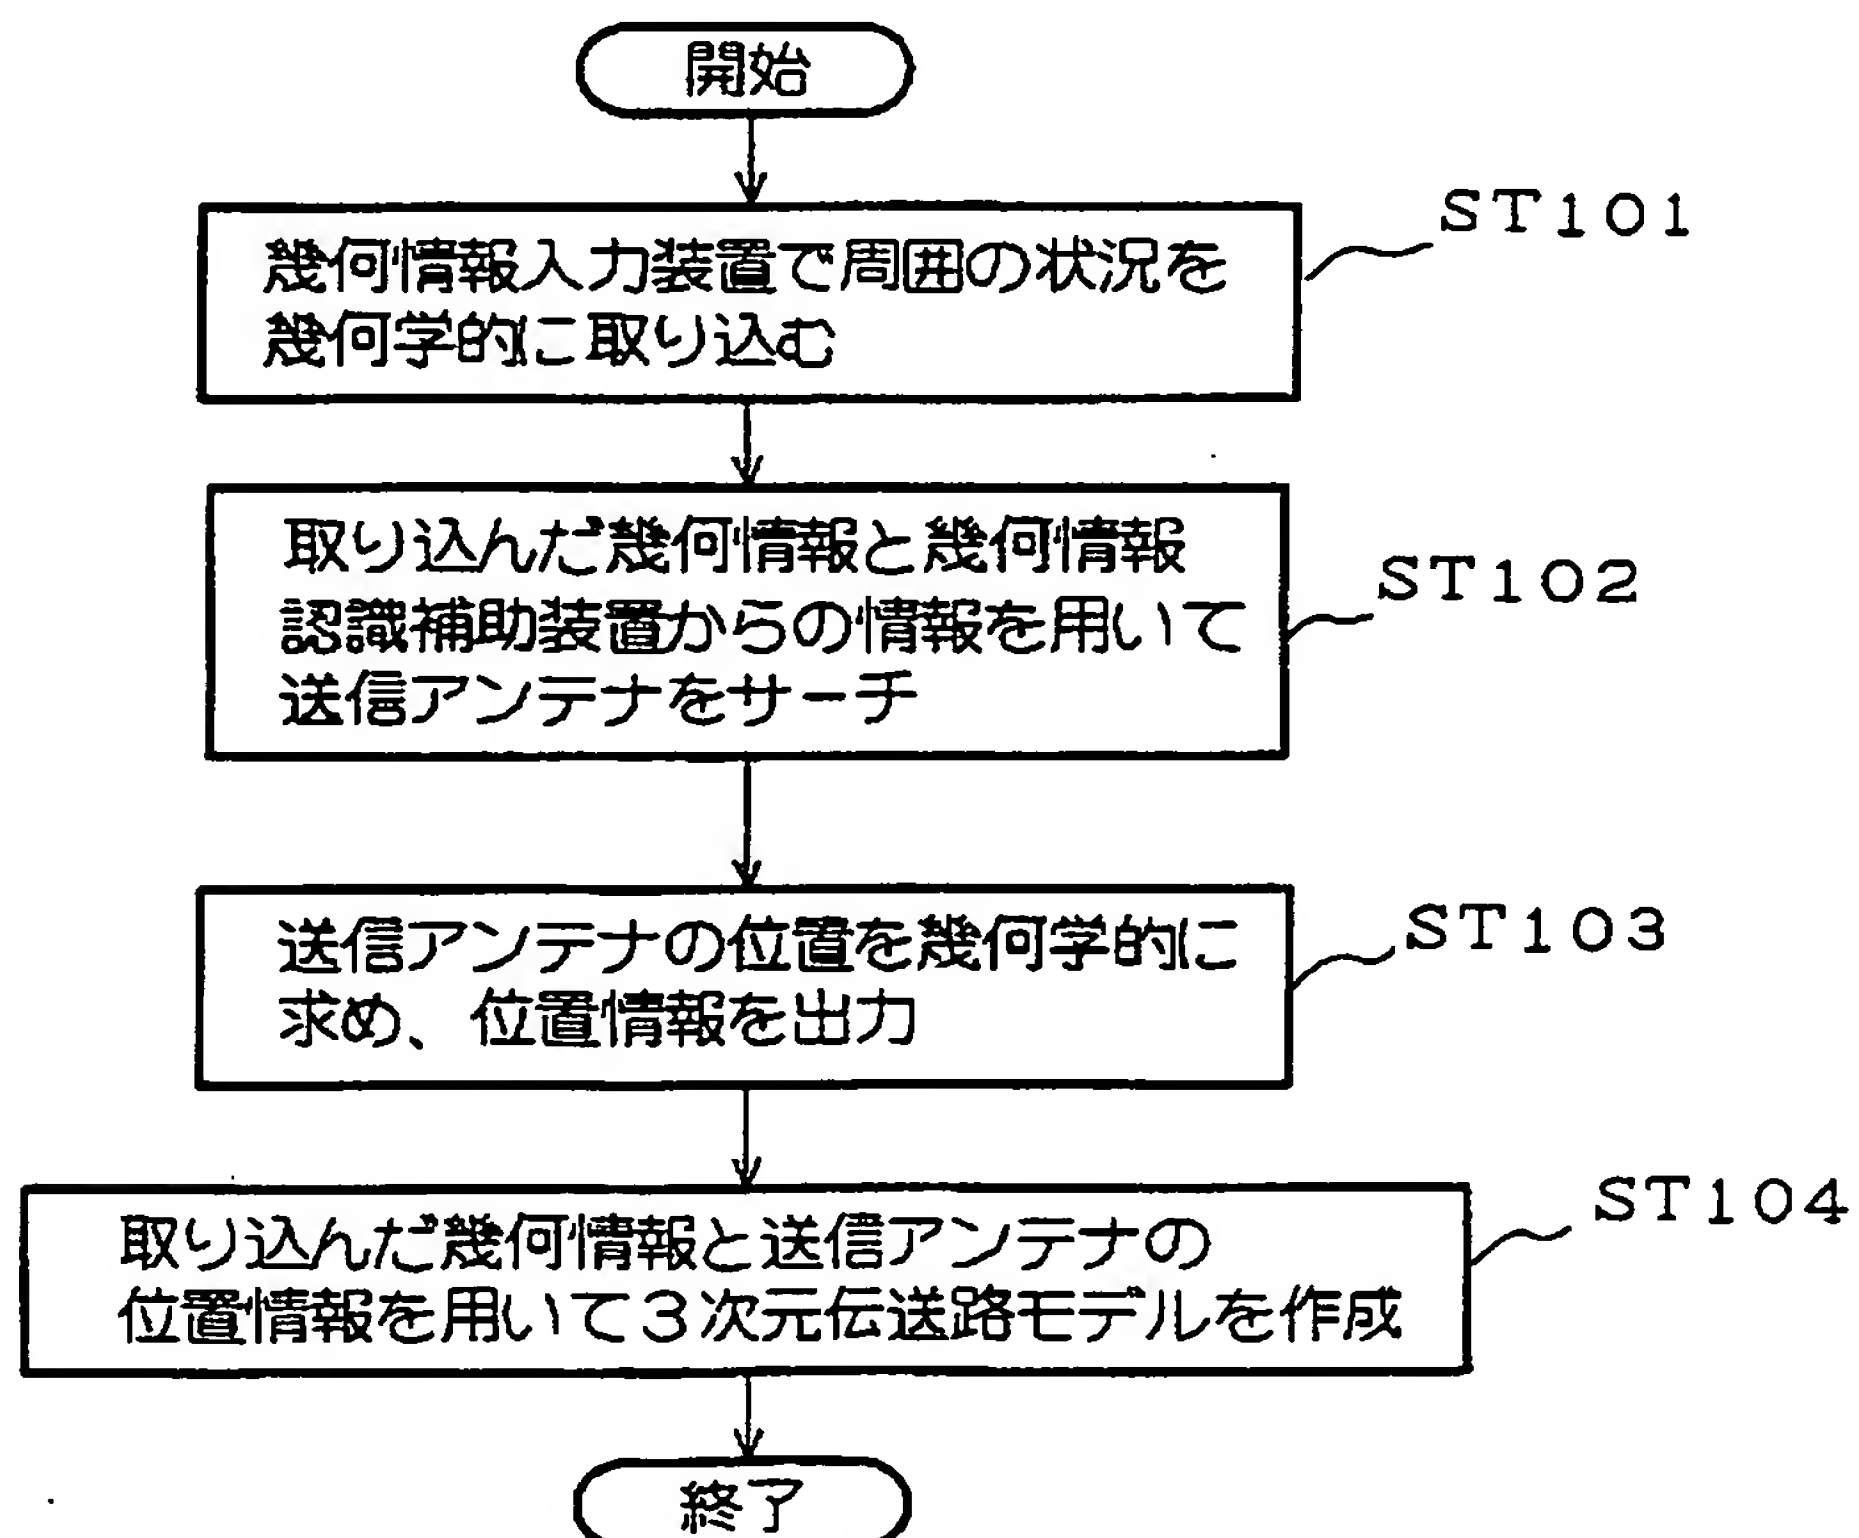 開始
ST101
幾何情報入力装置で周囲の状況を
幾何学的に取り込む
ST102
取り込んだ幾何情報と幾何情報
認識補助装置からの情報を用いて
送信アンテナをサーチ
ST103
送信アンテナの位置を幾何学的に
求め、位置情報を出力
ST104
取り込んだ幾何情報と送信アンテナの
位置情報を用いて3次元伝送路モデルを作成
終了